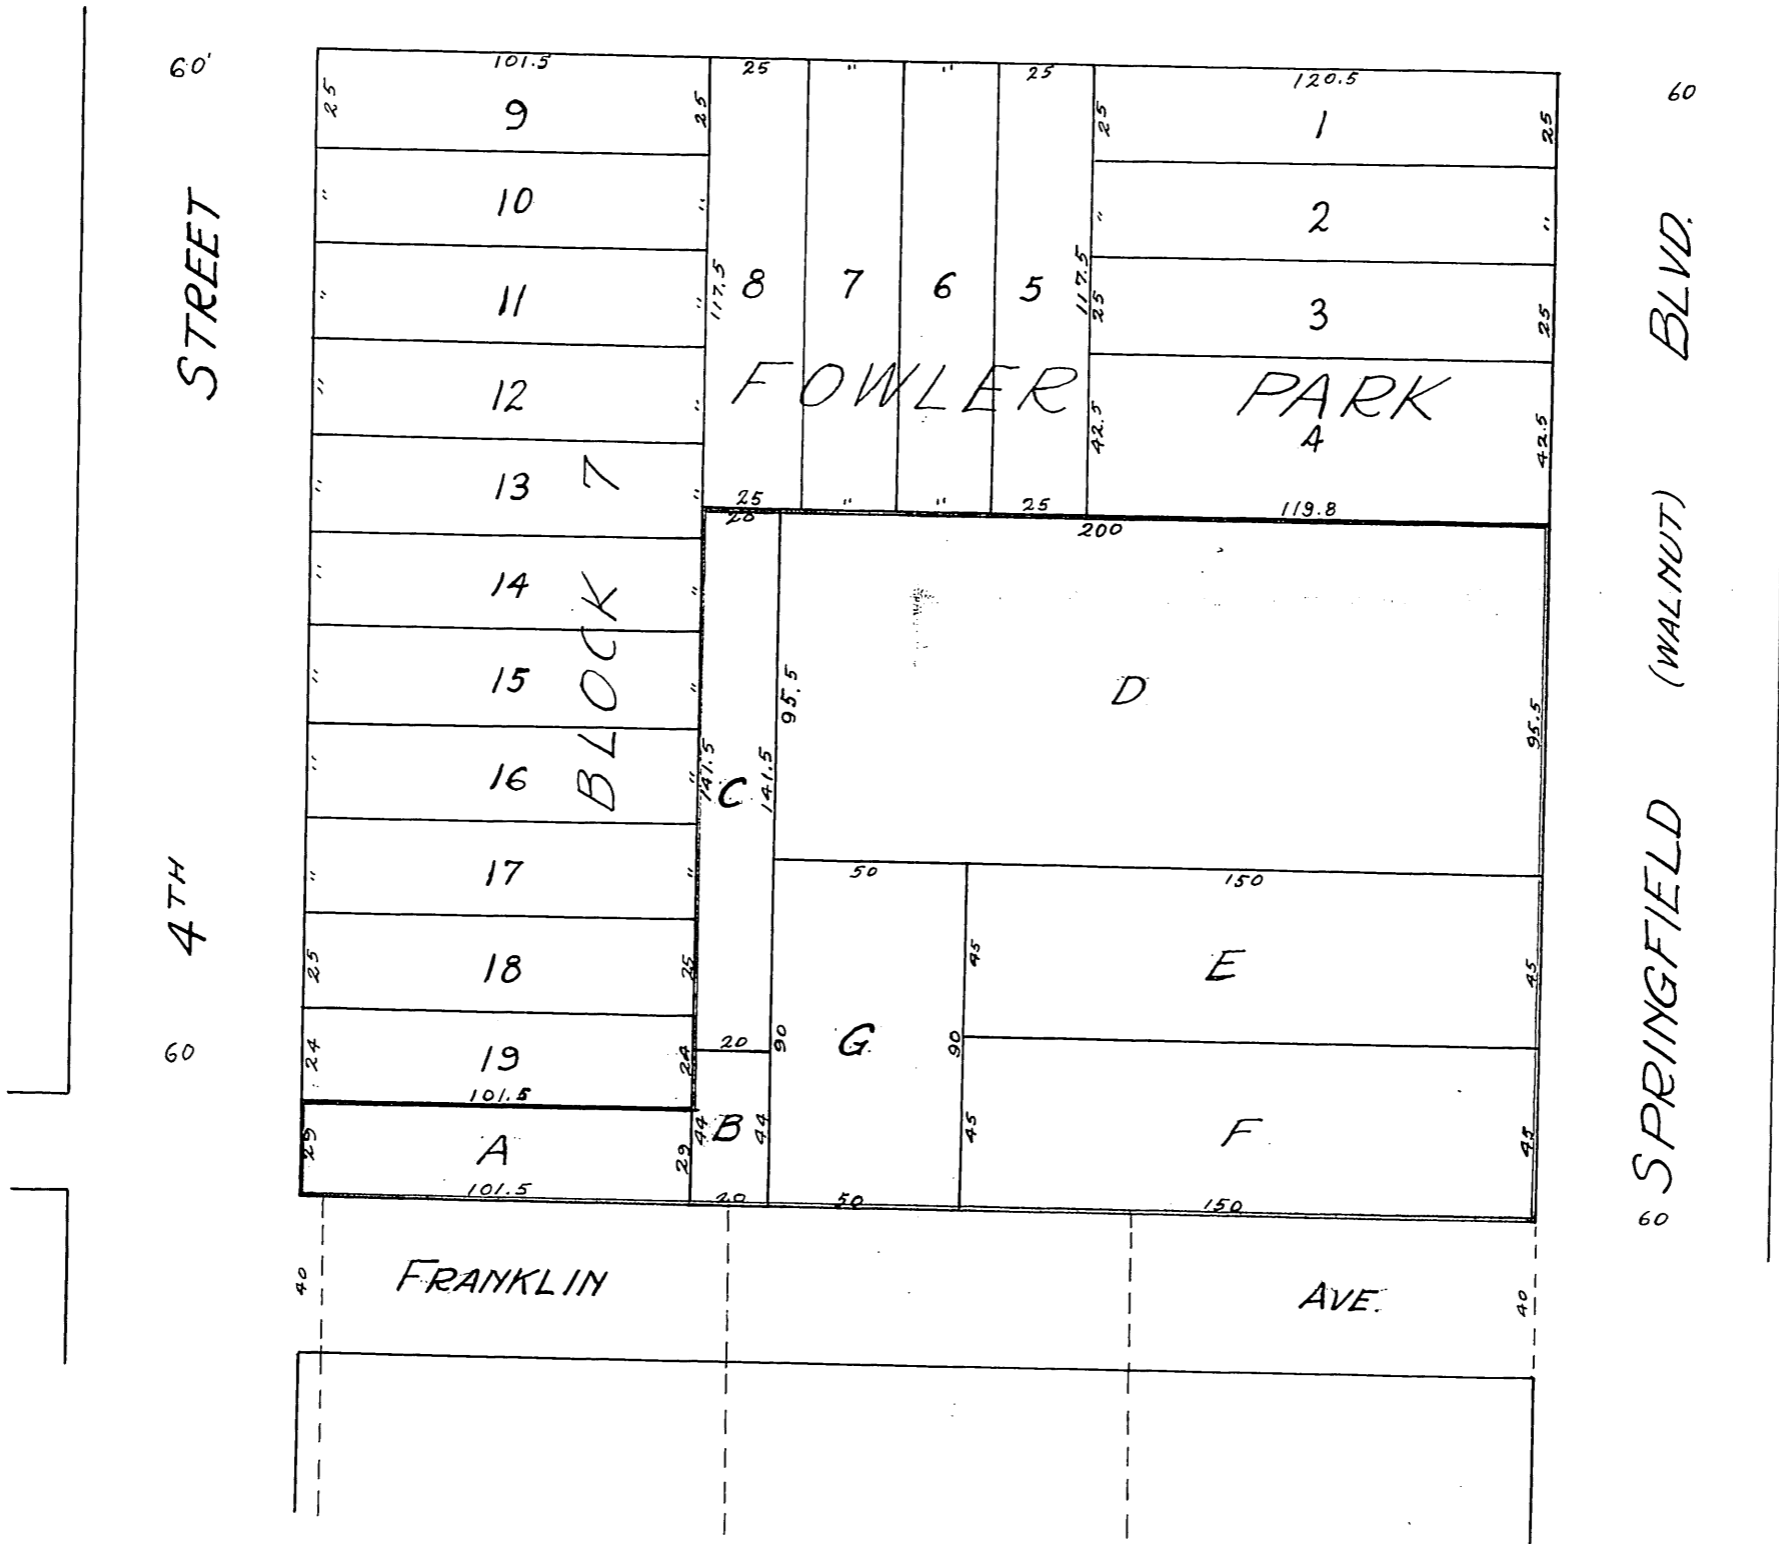 60'
101.5
25 " " 25
120.5
60
25 9 25
25 1 25
" 10 "
" 2 "
" 11 "
117.5 8 7 6 5 117.5
25 3 25
" 12 "
FOWLER PARK
42.5 4 42.5
" 13 "
25 " " 25
119.8
20
200
" 14 "
" 15 "
" 16 "
" 17 "
25 18 25
24 19 24
101.5
BLOCK 7
29 A 29
101.5
141.5 C 141.5
20
44 B 44
20
95.5 D 95.5
50
150
90 G 90
50
45 E 45
45 F 45
150
4TH STREET
60
SPRINGFIELD (WALNUT) BLVD.
60
40 FRANKLIN AVE. 40